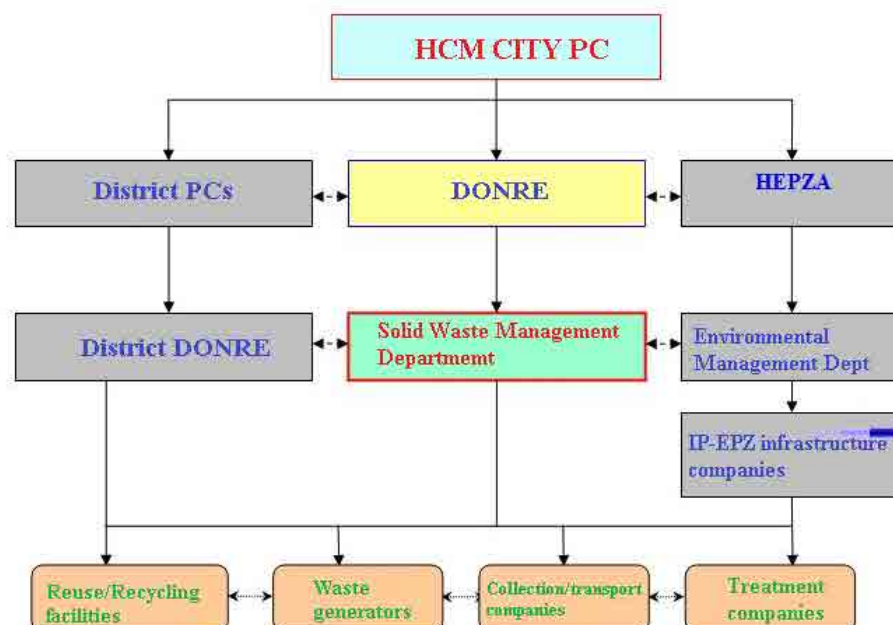 HCM CITY PC
District PCs
DONRE
HEPZA
District DONRE
Solid Waste Management
Departmemt
Environmental
Management Dept
IP-EPZ infrastructure
companies
Reuse/Recycling
facilities
Waste
generators
Collection/transport
companies
Treatment
companies